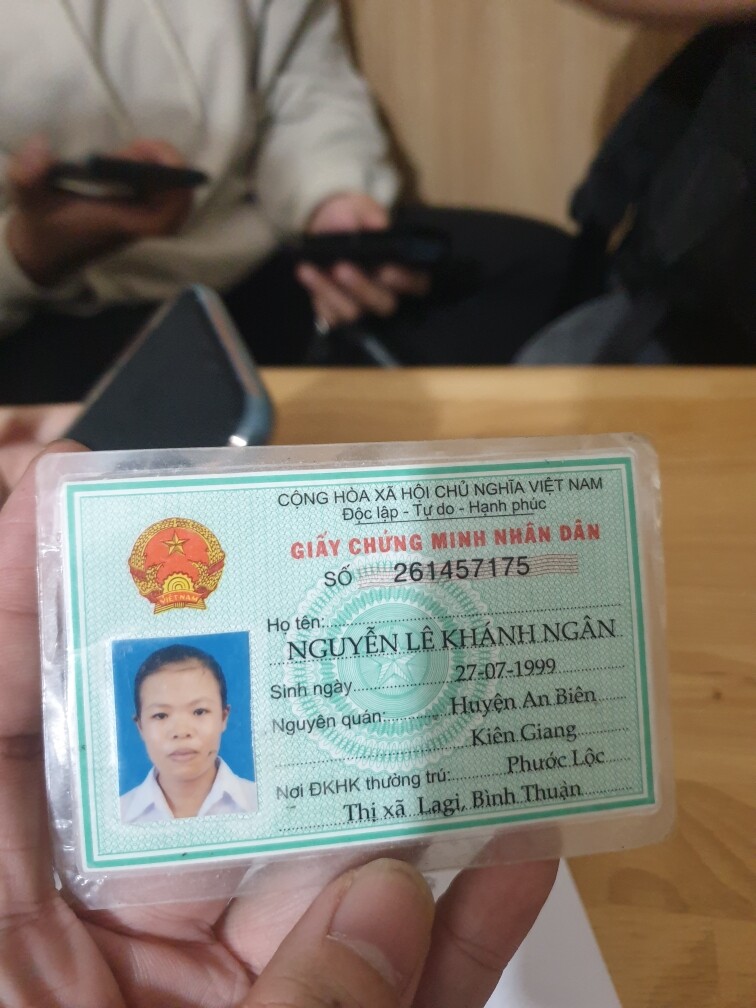 CỘNG HÒA XÃ HỘI CHỦ NGHĨA VIỆT NAM
Độc lập - Tự do - Hạnh phúc
GIẤY CHỨNG MINH NHÂN DÂN
SỐ 261457175
VIỆT NAM
Họ tên:
NGUYỄN LÊ KHÁNH NGÂN
Sinh ngày 27-07-1999
Nguyên quán: Huyện An Biên
Kiên Giang
Nơi ĐKHK thường trú: Phước Lộc
Thị xã Lagi, Bình Thuận